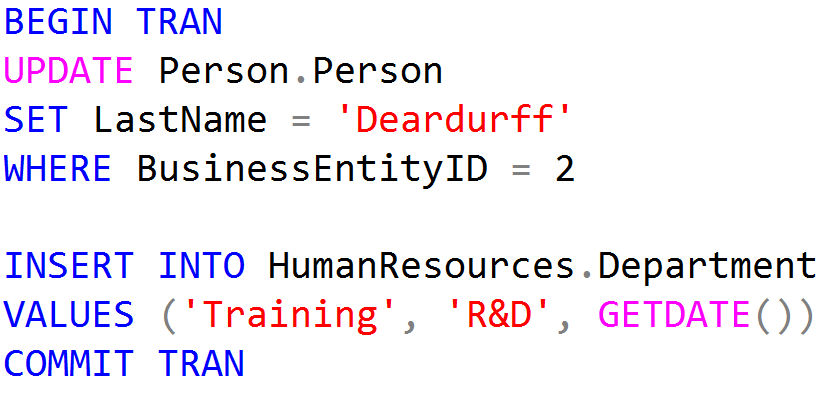 BEGIN TRAN
UPDATE Person.Person
SET LastName = 'Deardurff'
WHERE BusinessEntityID = 2
INSERT INTO HumanResources.Department
VALUES ('Training', 'R&D', GETDATE())
COMMIT TRAN